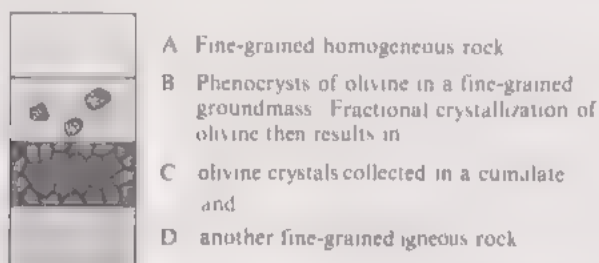 A Fine-grained homogeneous rock
B Phenocrysts of olivine in a fine-grained
groundmass Fractional crystallization of
olivine then results in
C olivine crystals collected in a cumulate
and
D another fine-grained igneous rock